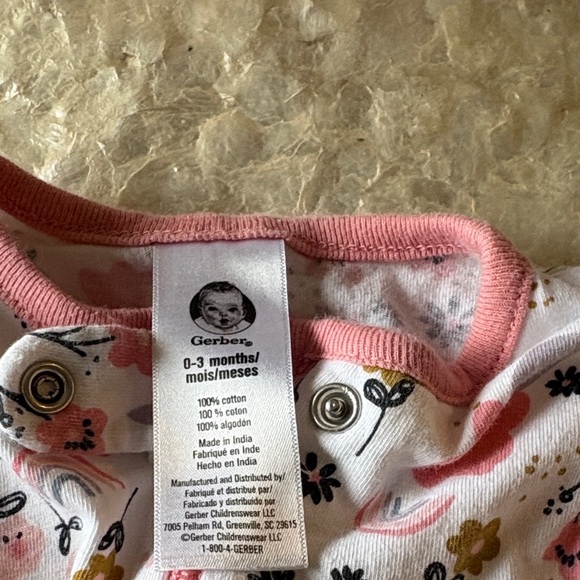 Gerber®
0-3 months/
mois/meses
100% cotton
100 % coton
100% algodón
Made in India
Fabriqué en Inde
Hecho en India
Manufactured and Distributed by/
Fabriqué et distribué par/
Fabricado y distribuido por
Gerber Childrenswear LLC
7005 Pelham Rd, Greenville, SC 29615
©Gerber Childrenswear LLC
1-800-4-GERBER